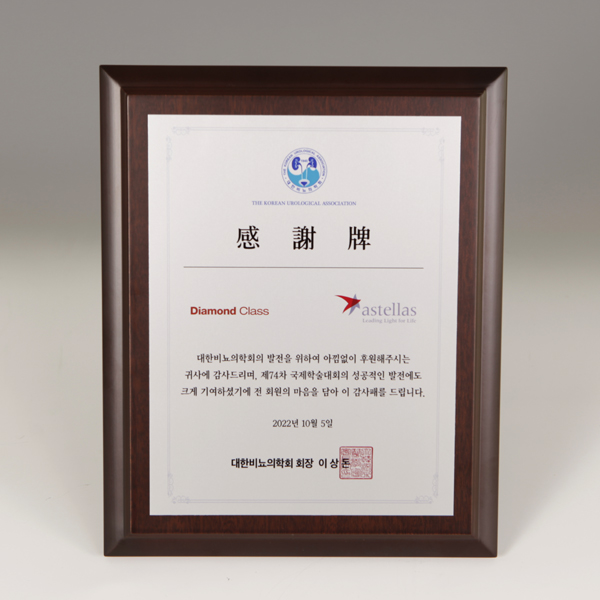 THE KOREAN UROLOGICAL ASSOCIATION
感 謝 牌
Diamond Class
astellas
Leading Light for Life
대한비뇨의학회의 발전을 위하여 아낌없이 후원해주시는
귀사에 감사드리며, 제74차 국제학술대회의 성공적인 발전에도
크게 기여하셨기에 전 회원의 마음을 담아 이 감사패를 드립니다.
2022년 10월 5일
대한비뇨의학회 회장 이 상 돈